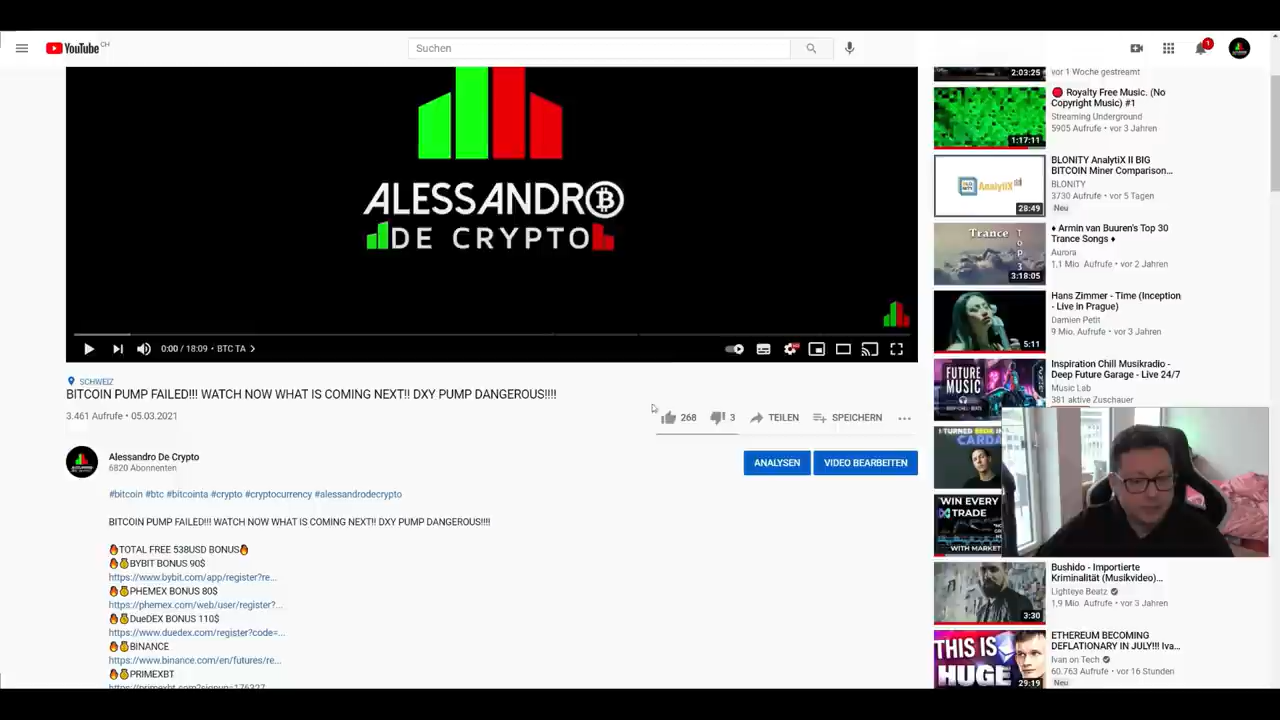 YouTube CH
Suchen
1
ALESSANDRO
DE CRYPTO
0:00 / 18:09 • BTC TA
SCHWEIZ
BITCOIN PUMP FAILED!!! WATCH NOW WHAT IS COMING NEXT!! DXY PUMP DANGEROUS!!!!
3.461 Aufrufe • 05.03.2021
268
3
TEILEN
SPEICHERN
Alessandro De Crypto
6820 Abonnenten
ANALYSEN
VIDEO BEARBEITEN
#bitcoin #btc #bitcointa #crypto #cryptocurrency #alessandrodecrypto
BITCOIN PUMP FAILED!!! WATCH NOW WHAT IS COMING NEXT!! DXY PUMP DANGEROUS!!!!
🔥TOTAL FREE 538USD BONUS🔥
🔥💰BYBIT BONUS 90$
https://www.bybit.com/app/register?re...
🔥💰PHEMEX BONUS 80$
https://phemex.com/web/user/register?...
🔥💰DueDEX BONUS 110$
https://www.duedex.com/register?code=...
🔥💰BINANCE
https://www.binance.com/en/futures/re...
🔥💰PRIMEXBT
2:03:25
vor 1 Woche gestreamt
1:17:11
🔴 Royalty Free Music. (No
Copyright Music) #1
Streaming Underground
5905 Aufrufe • vor 3 Jahren
AnalytiX
28:49
BLONITY AnalytiX II BIG
BITCOIN Miner Comparison...
BLONITY
3730 Aufrufe • vor 5 Tagen
Neu
Trance
Top 3
3:18:05
♦ Armin van Buuren's Top 30
Trance Songs ♦
Aurora
1,1 Mio. Aufrufe • vor 2 Jahren
5:11
Hans Zimmer - Time (Inception
- Live in Prague)
Damien Petit
9 Mio. Aufrufe • vor 3 Jahren
FUTURE
MUSIC
Inspiration Chill Musikradio -
Deep Future Garage - Live 24/7
Music Lab
381 aktive Zuschauer
I TURNED
CARDA
WIN EVERY
TRADE
WITH MARKET
3:30
Bushido - Importierte
Kriminalität (Musikvideo)...
Lighteye Beatz
1,9 Mio. Aufrufe • vor 3 Jahren
THIS IS
HUGE
29:19
ETHEREUM BECOMING
DEFLATIONARY IN JULY!!! Iva...
Ivan on Tech
60.763 Aufrufe • vor 16 Stunden
Neu